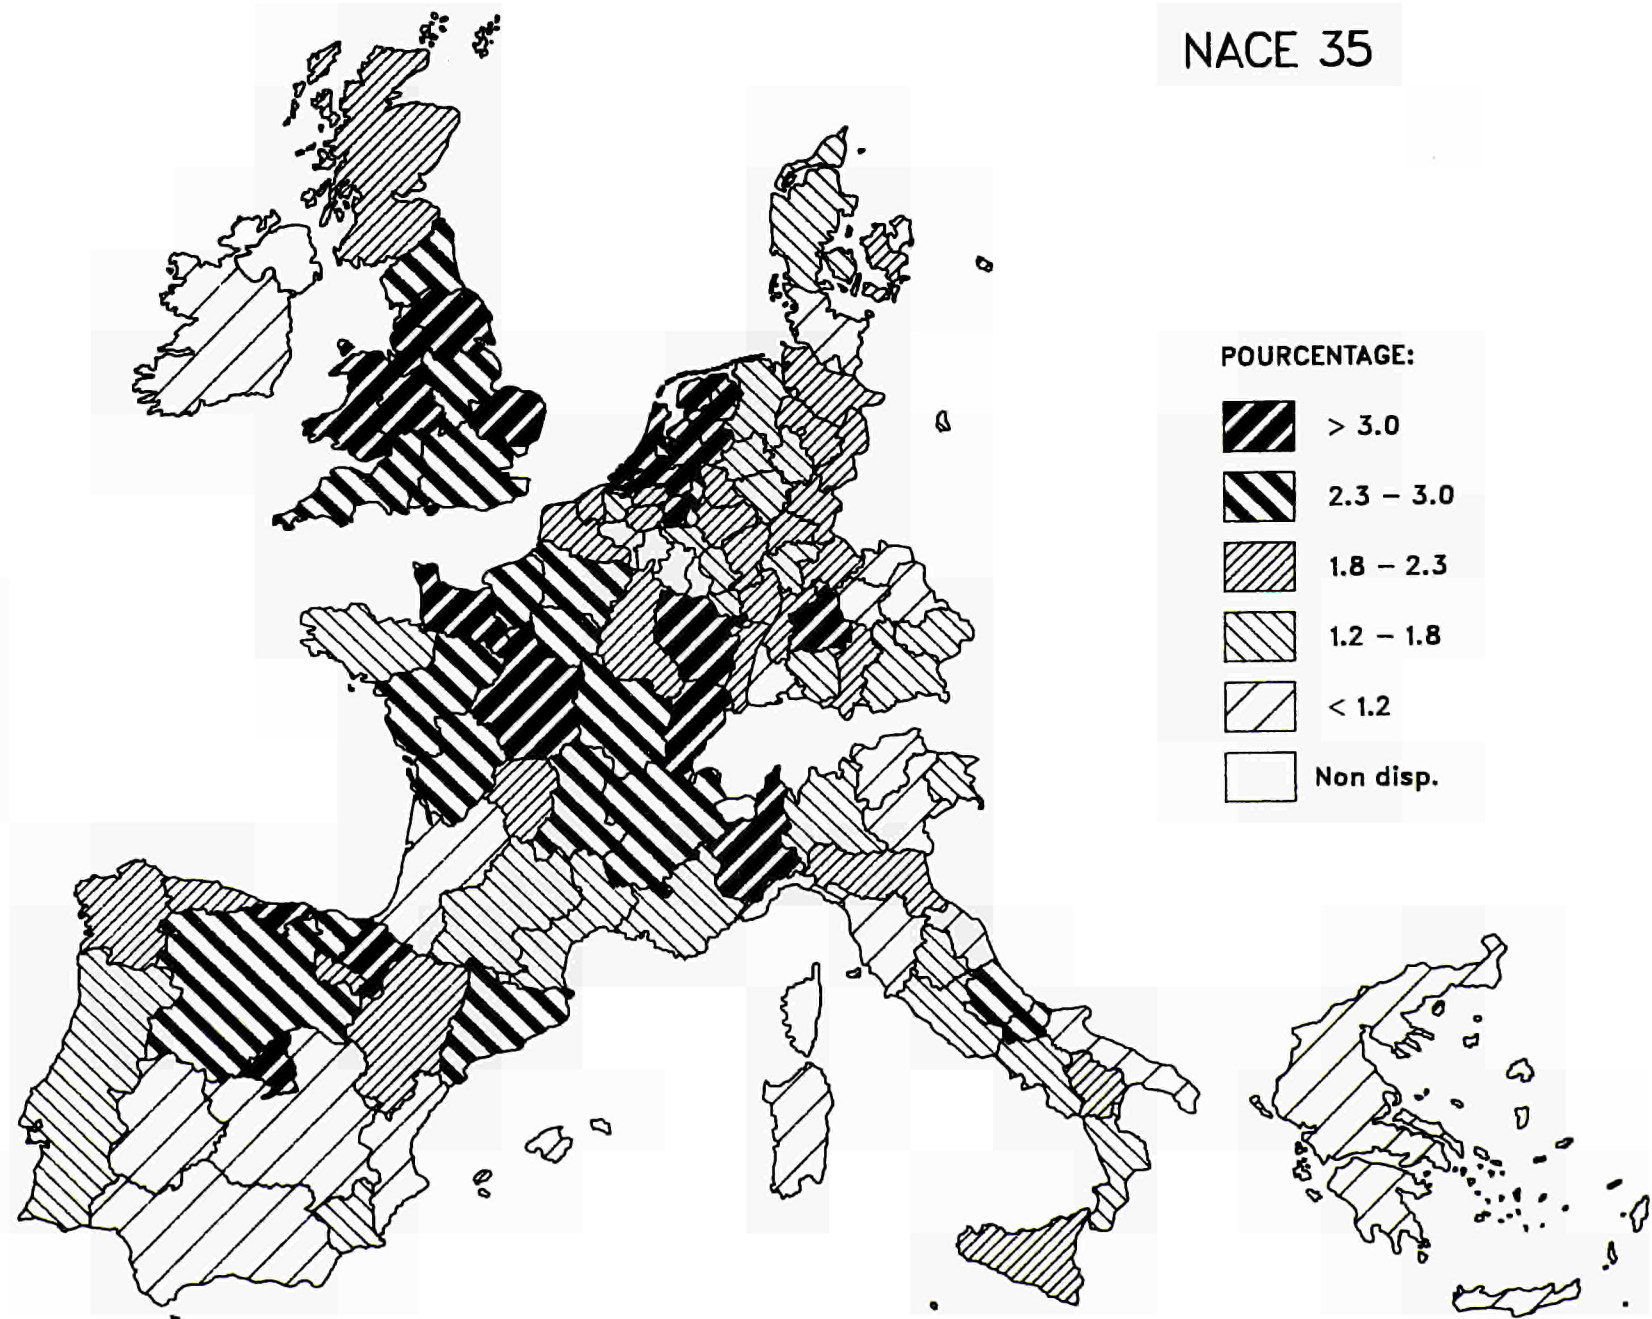 NACE 35
POURCENTAGE:
> 3.0
2.3 – 3.0
1.8 – 2.3
1.2 – 1.8
< 1.2
Non disp.